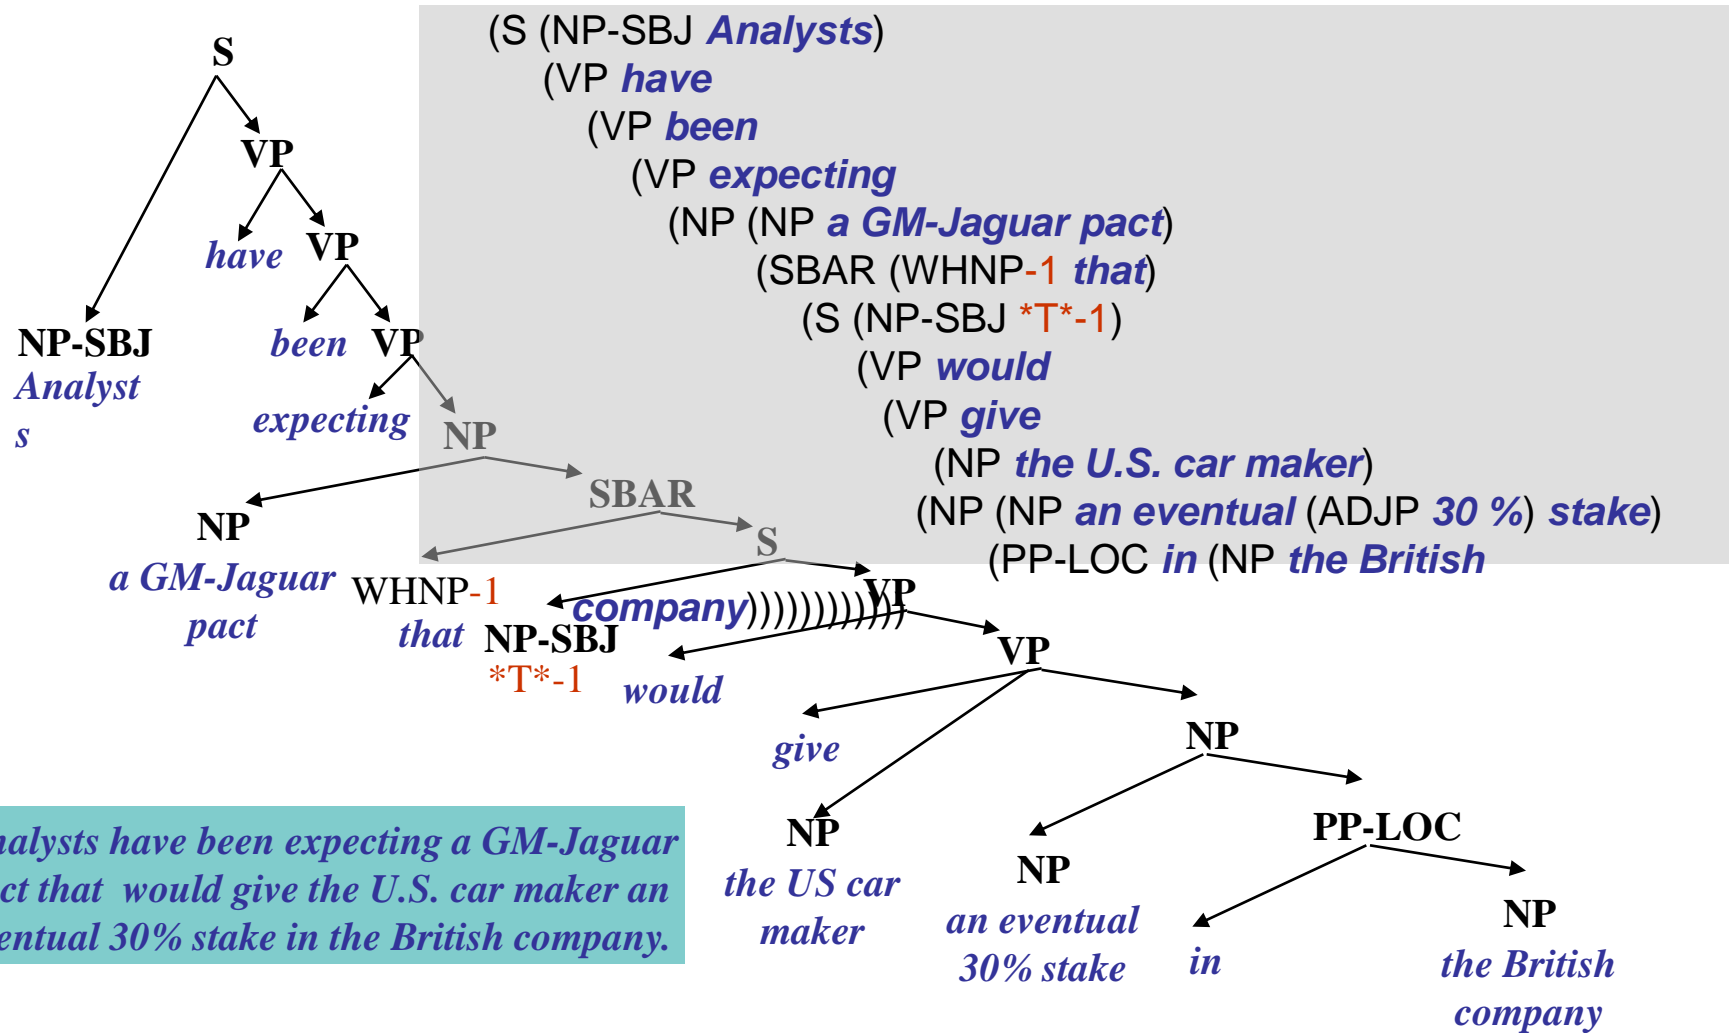 (S (NP-SBJ Analysts)
(VP have
(VP been
(VP expecting
(NP (NP a GM-Jaguar pact)
(SBAR (WHNP-1 that)
(S (NP-SBJ *T*-1)
(VP would
(VP give
(NP the U.S. car maker)
(NP (NP an eventual (ADJP 30 %) stake)
(PP-LOC in (NP the British
company))))))))))))
S
VP
have
VP
NP-SBJ
Analyst
s
been
VP
expecting
NP
NP
a GM-Jaguar
pact
SBAR
WHNP-1
that
S
NP-SBJ
*T*-1
VP
would
VP
give
NP
the US car
maker
NP
NP
an eventual
30% stake
PP-LOC
in
NP
the British
company
nalysts have been expecting a GM-Jaguar
ct that would give the U.S. car maker an
entual 30% stake in the British company.